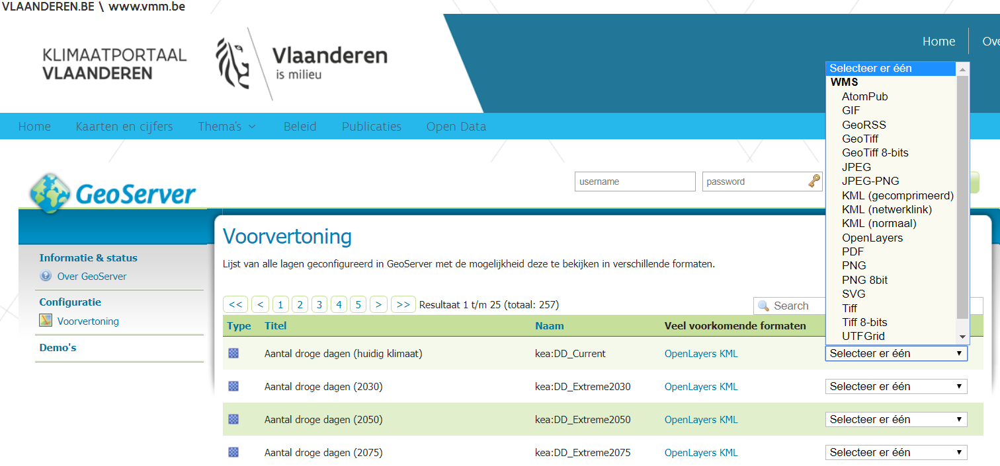 VLAANDEREN.BE \ www.vmm.be
KLIMAATPORTAAL
VLAANDEREN
Vlaanderen
is milieu
Home
Home Kaarten en cijfers Thema's Beleid Publicaties Open Data
GeoServer
username
password
Selecteer er één
WMS
AtomPub
GIF
GeoRSS
GeoTiff
GeoTiff 8-bits
JPEG
JPEG-PNG
KML (gecomprimeerd)
KML (netwerklink)
KML (normaal)
OpenLayers
PDF
PNG
PNG 8bit
SVG
Tiff
Tiff 8-bits
UTFGrid
Informatie & status
Over GeoServer
Configuratie
Voorvertoning
Demo's
Voorvertoning
Lijst van alle lagen geconfigureerd in GeoServer met de mogelijkheid deze te bekijken in verschillende formaten.
<< < 1 2 3 4 5 > >> Resultaat 1 t/m 25 (totaal: 257)
Search
Type Titel Naam Veel voorkomende formaten
Aantal droge dagen (huidig klimaat) kea:DD_Current OpenLayers KML Selecteer er één
Aantal droge dagen (2030) kea:DD_Extreme2030 OpenLayers KML Selecteer er één
Aantal droge dagen (2050) kea:DD_Extreme2050 OpenLayers KML Selecteer er één
Aantal droge dagen (2075) kea:DD_Extreme2075 OpenLayers KML Selecteer er één